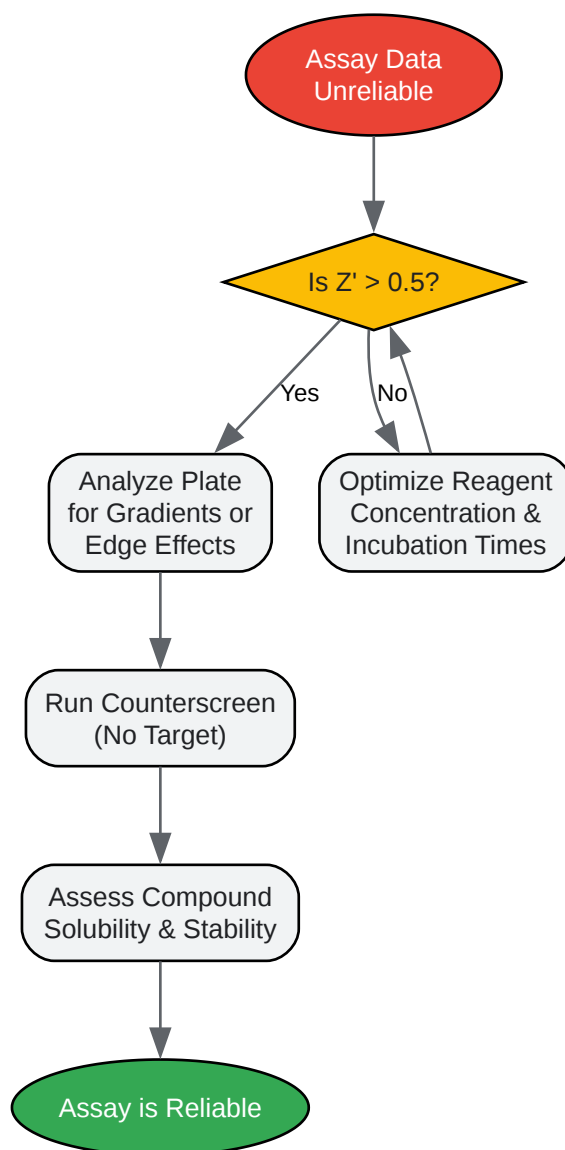 Assay Data
Unreliable
Is Z' > 0.5?
Yes
No
Analyze Plate
for Gradients or
Edge Effects
Optimize Reagent
Concentration &
Incubation Times
Run Counterscreen
(No Target)
Assess Compound
Solubility & Stability
Assay is Reliable